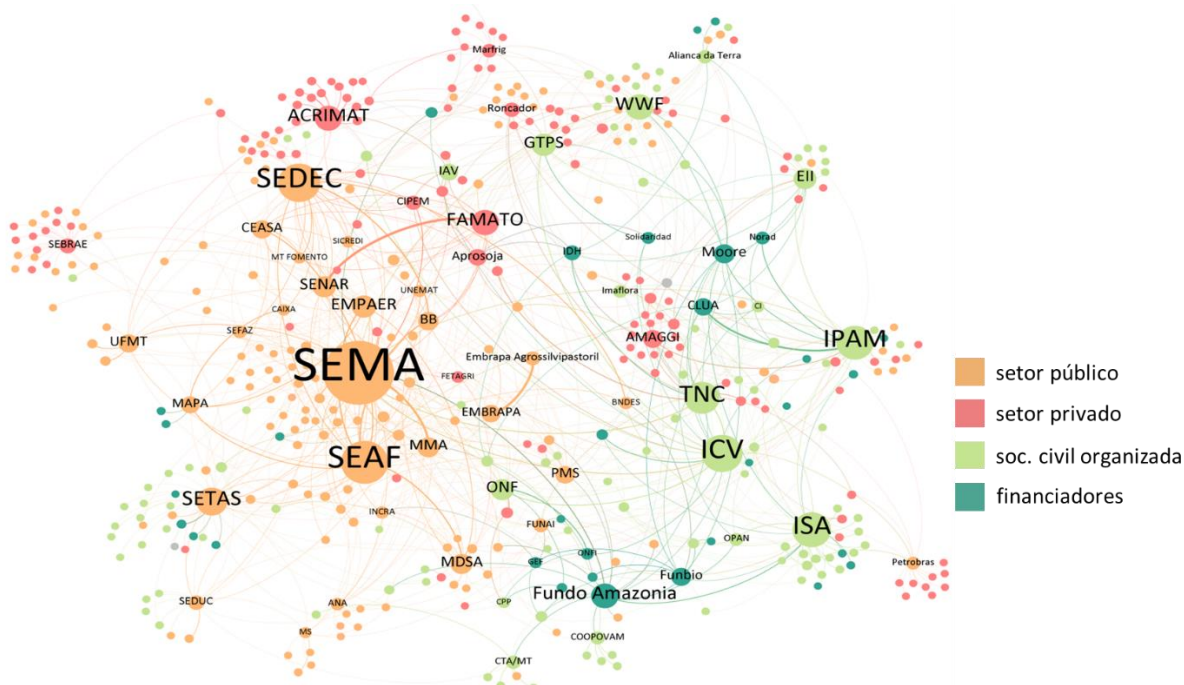 Marfrig
Alianca da Terra
ACRIMAT
Roncador
WWF
GTPS
SEDEC
IAV
EII
CIPEM
FAMATO
CEASA
SICREDI
SEBRAE
Solidaridad
Norad
IDH
Moore
MT FOMENTO
Aprosoja
SENAR
UNEMAT
Imaflora
EMPAER
CAIXA
BB
CLUA
CI
SEFAZ
UFMT
AMAGGI
IPAM
SEMA
Embrapa Agrossilvipastoril
setor público
FETAGRI
TNC
setor privado
MAPA
EMBRAPA
BNDES
MMA
ICV
soc. civil organizada
SEAF
PMS
financiadores
ONF
SETAS
INCRA
FUNAI
ISA
OPAN
ONFI
MDSA
GEF
Petrobras
Funbio
Fundo Amazonia
SEDUC
ANA
CPP
MS
COOPOVAM
CTA/MT